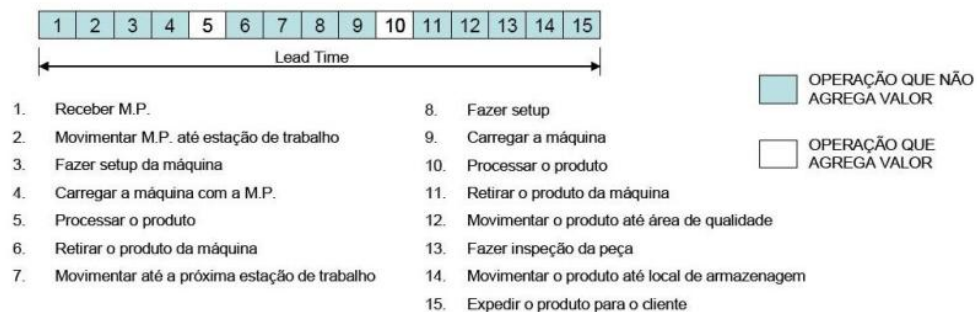 1 2 3 4 5 6 7 8 9 10 11 12 13 14 15
Lead Time
OPERAÇÃO QUE NÃO
AGREGA VALOR
OPERAÇÃO QUE
AGREGA VALOR
1. Receber M.P.
2. Movimentar M.P. até estação de trabalho
3. Fazer setup da máquina
4. Carregar a máquina com a M.P.
5. Processar o produto
6. Retirar o produto da máquina
7. Movimentar até a próxima estação de trabalho
8. Fazer setup
9. Carregar a máquina
10. Processar o produto
11. Retirar o produto da máquina
12. Movimentar o produto até área de qualidade
13. Fazer inspeção da peça
14. Movimentar o produto até local de armazenagem
15. Expedir o produto para o cliente